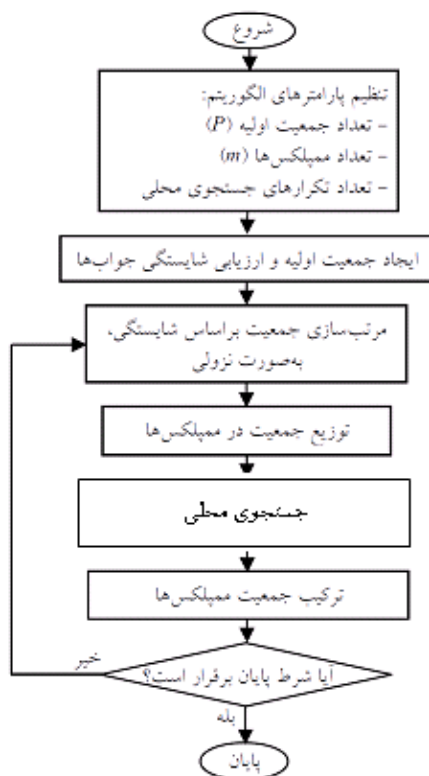 شروع
تنظیم پارامترهای الگوریتم:
- تعداد جمعیت اولیه (P)
- تعداد ممپلکس‌ها (m)
- تعداد تکرارهای جستجوی محلی
ایجاد جمعیت اولیه و ارزیابی شایستگی جواب‌ها
مرتب‌سازی جمعیت براساس شایستگی،
به‌صورت نزولی
توزیع جمعیت در ممپلکس‌ها
جستجوی محلی
ترکیب جمعیت ممپلکس‌ها
آیا شرط پایان برقرار است؟
خیر
بله
پایان